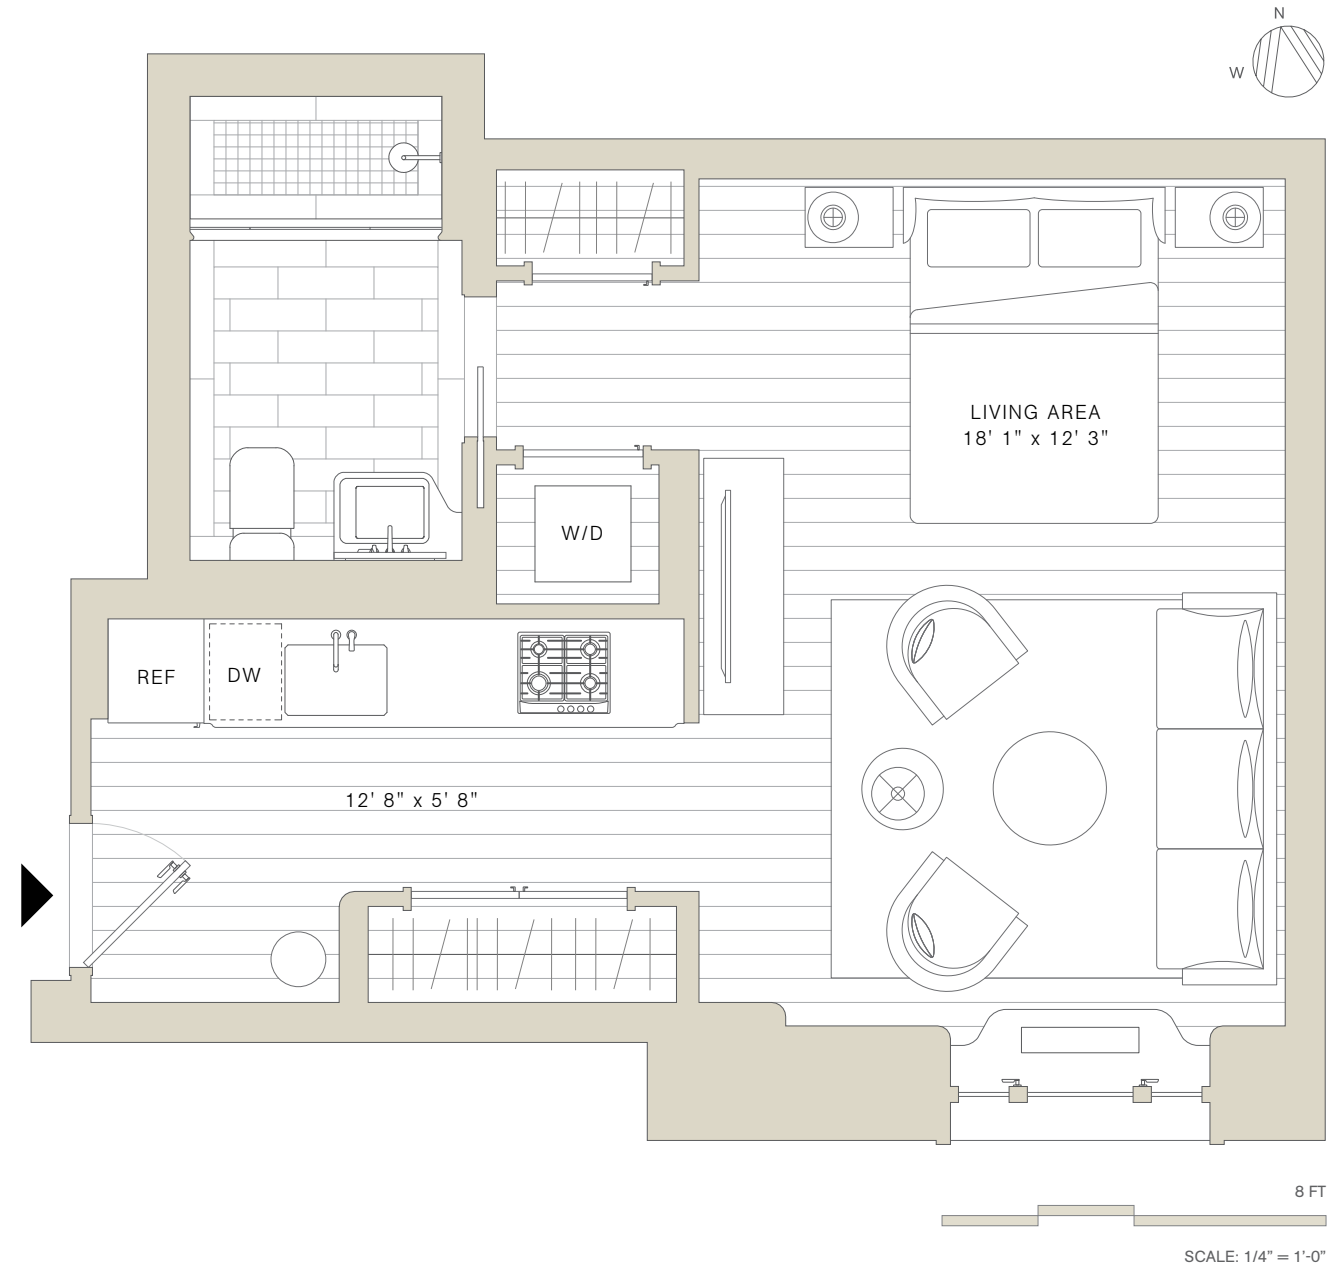 N
W
LIVING AREA
18' 1" x 12' 3"
W/D
REF
DW
12' 8" x 5' 8"
8 FT
SCALE: 1/4” = 1’-0”